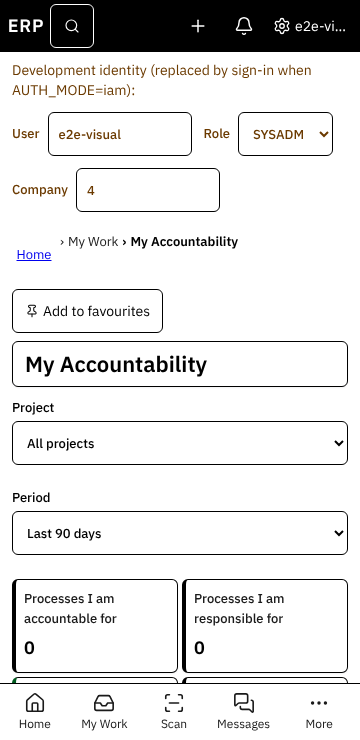 ERP
e2e-vi...
Development identity (replaced by sign-in when
AUTH_MODE=iam):
User e2e-visual Role SYSADM
Company 4
Home › My Work › My Accountability
Add to favourites
My Accountability
Project
All projects
Period
Last 90 days
Processes I am
accountable for
0
Processes I am
responsible for
0
Home My Work Scan Messages More